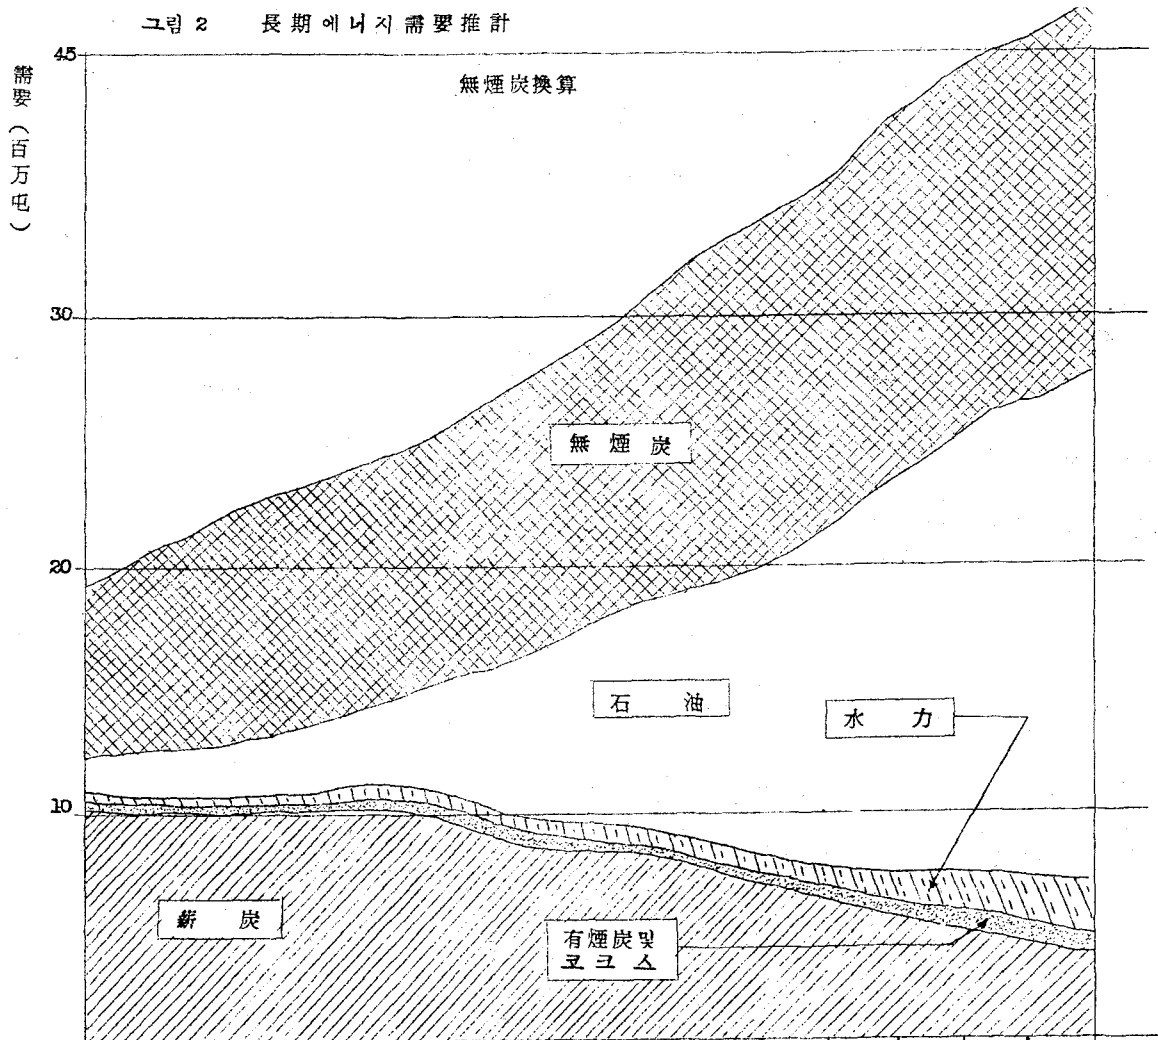 그림 2 長期에너지需要推計
45
需要(百万屯)
無煙炭換算
30
無煙炭
20
石油
水力
10
薪炭
有煙炭및
코크스